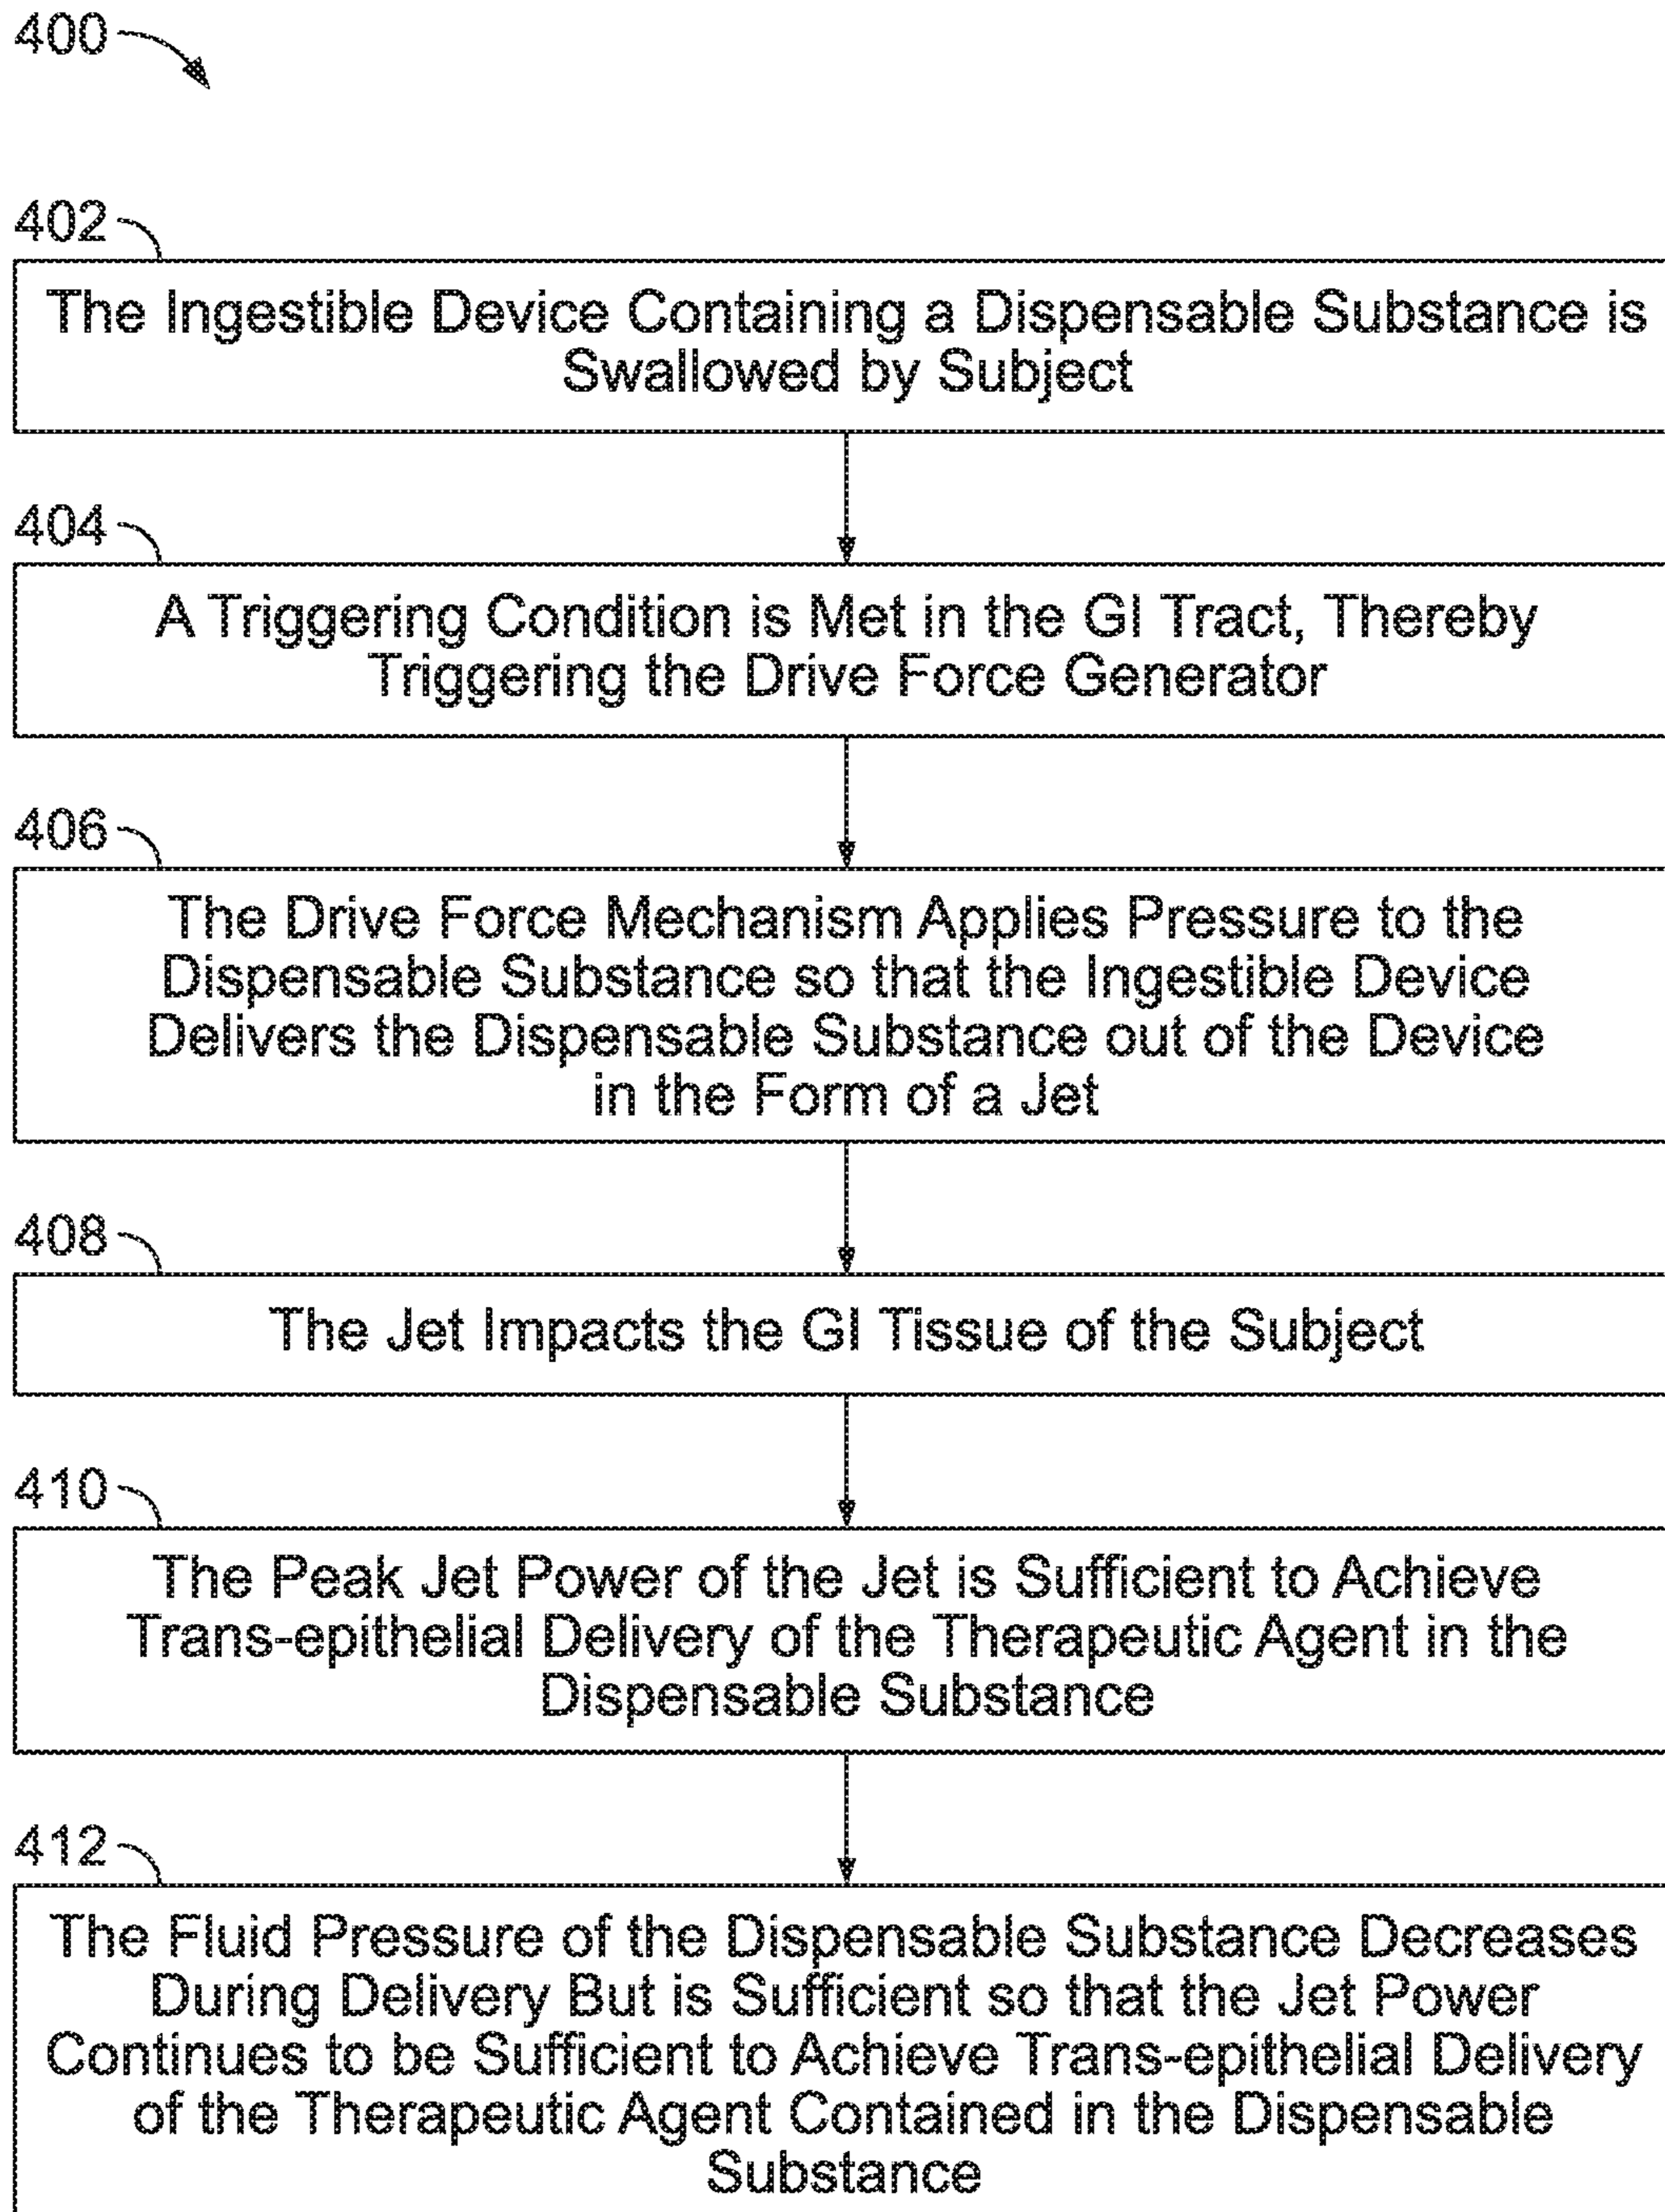 400
402
The Ingestible Device Containing a Dispensable Substance is
Swallowed by Subject
404
A Triggering Condition is Met in the GI Tract, Thereby
Triggering the Drive Force Generator
406
The Drive Force Mechanism Applies Pressure to the
Dispensable Substance so that the Ingestible Device
Delivers the Dispensable Substance out of the Device
in the Form of a Jet
408
The Jet Impacts the GI Tissue of the Subject
410
The Peak Jet Power of the Jet is Sufficient to Achieve
Trans-epithelial Delivery of the Therapeutic Agent in the
Dispensable Substance
412
The Fluid Pressure of the Dispensable Substance Decreases
During Delivery But is Sufficient so that the Jet Power
Continues to be Sufficient to Achieve Trans-epithelial Delivery
of the Therapeutic Agent Contained in the Dispensable
Substance